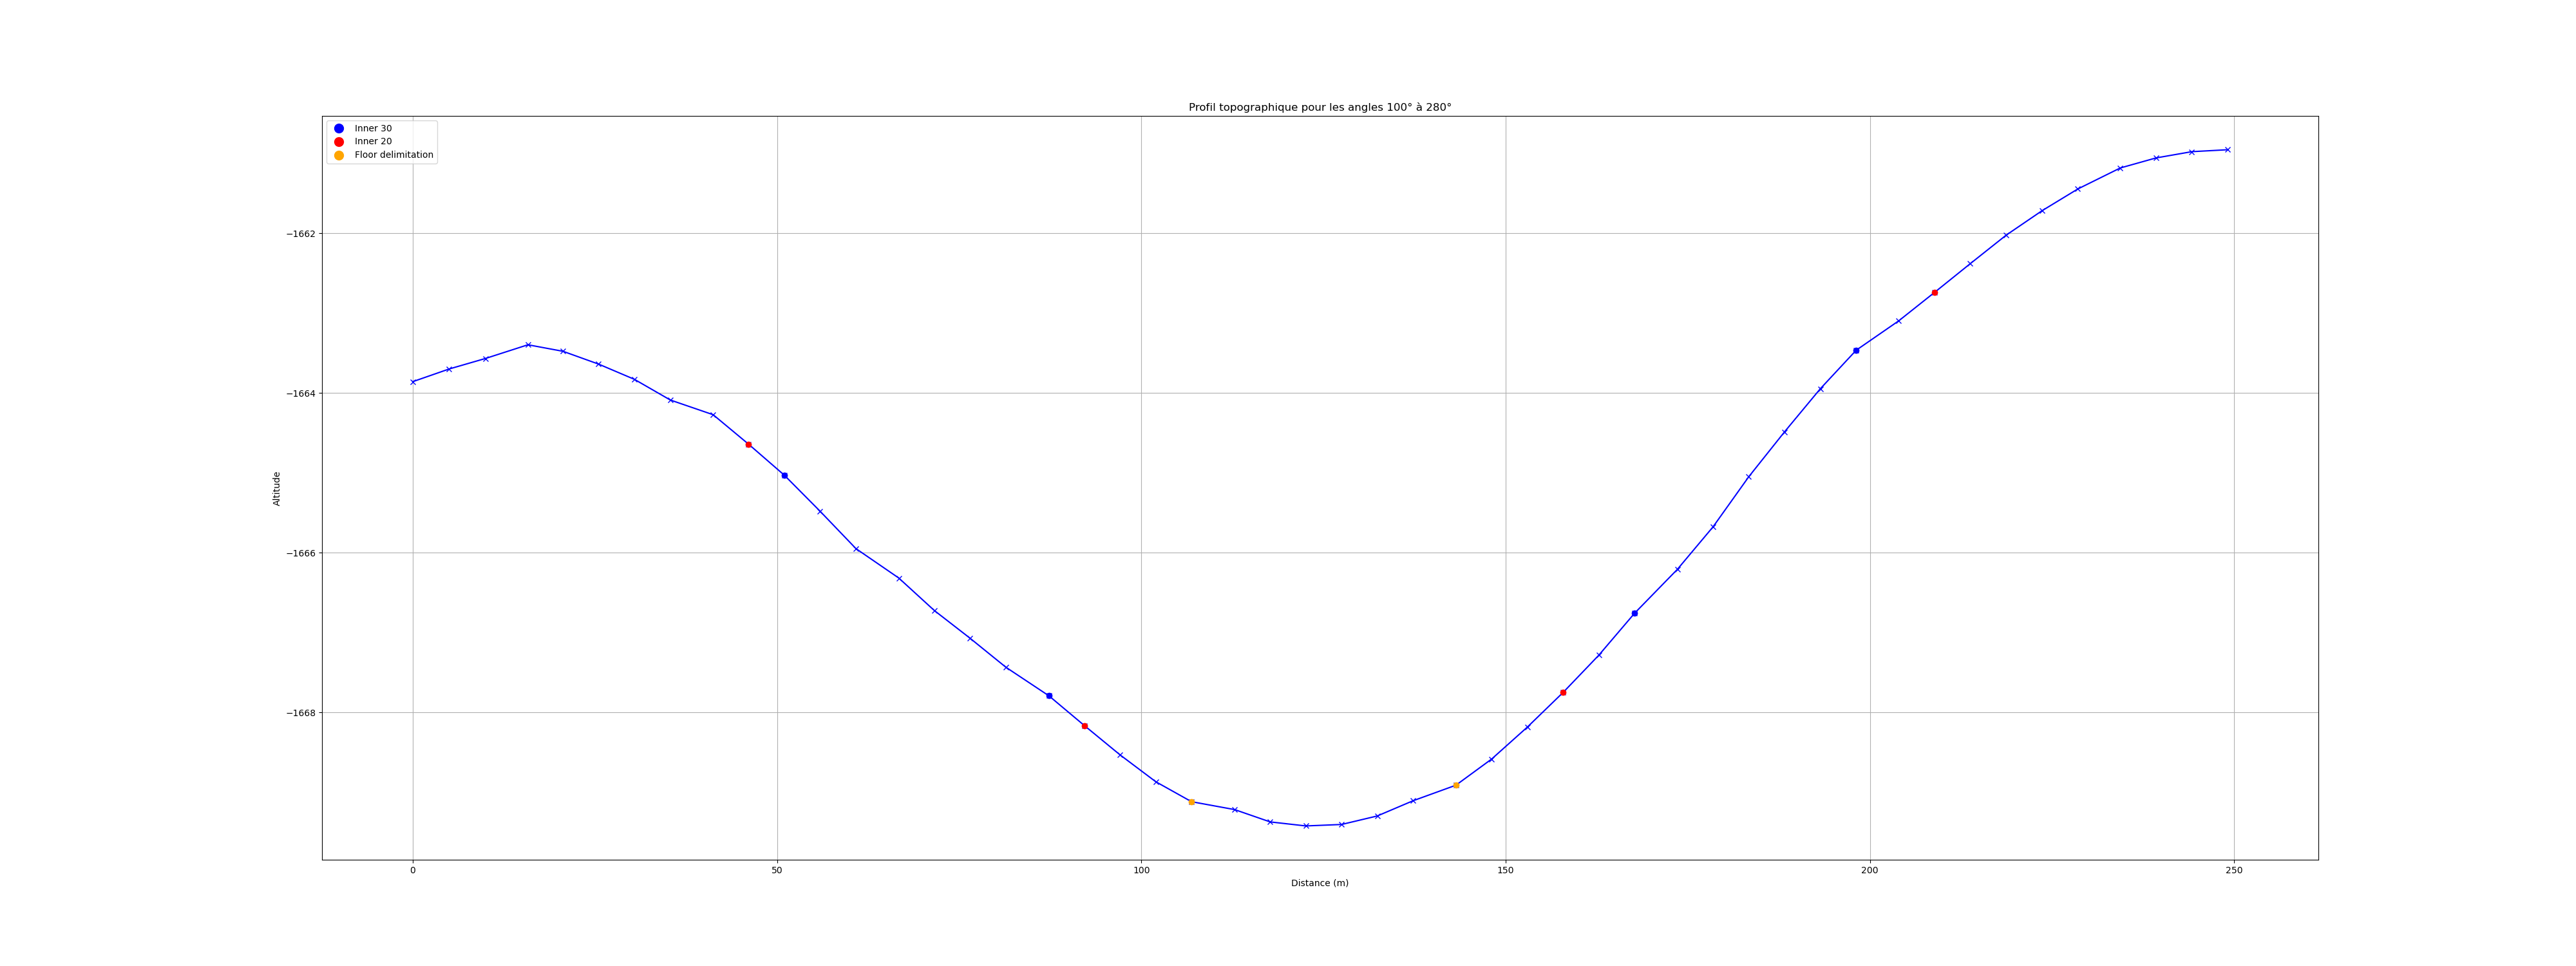 Profil topographique pour les angles 100° à 280°
Inner 30
Inner 20
Floor delimitation
Altitude
−1662
−1664
−1666
−1668
0 50 100 150 200 250
Distance (m)